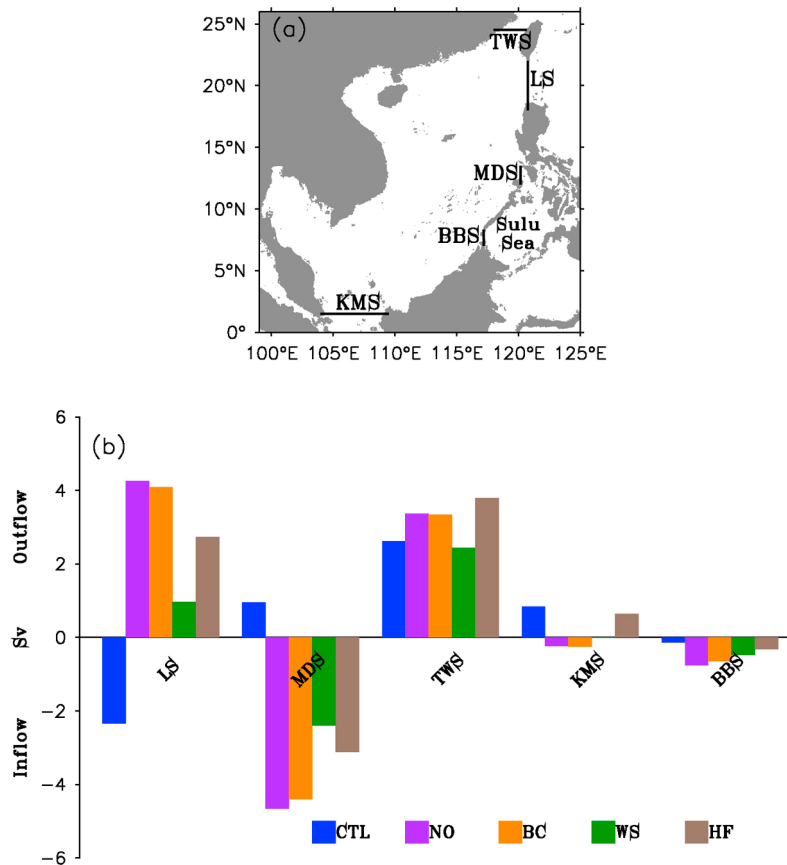 (a)
25°N
20°N
15°N
10°N
5°N
0°
TWS
LS
MDS
BBS
Sulu
Sea
KMS
100°E 105°E 110°E 115°E 120°E 125°E
(b)
Outflow
Sv
Inflow
6
4
2
0
−2
−4
−6
LS
MDS
TWS
KMS
BBS
CTL NO BC WS HF